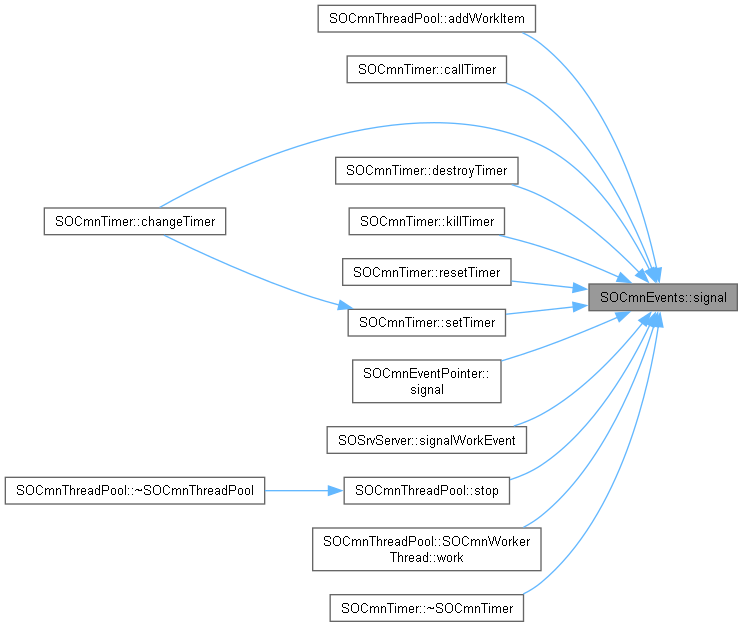 SOCmnThreadPool::addWorkItem
SOCmnTimer::callTimer
SOCmnTimer::destroyTimer
SOCmnTimer::changeTimer
SOCmnTimer::killTimer
SOCmnTimer::resetTimer
SOCmnEvents::signal
SOCmnTimer::setTimer
SOCmnEventPointer::
signal
SOSrvServer::signalWorkEvent
SOCmnThreadPool::~SOCmnThreadPool
SOCmnThreadPool::stop
SOCmnThreadPool::SOCmnWorker
Thread::work
SOCmnTimer::~SOCmnTimer